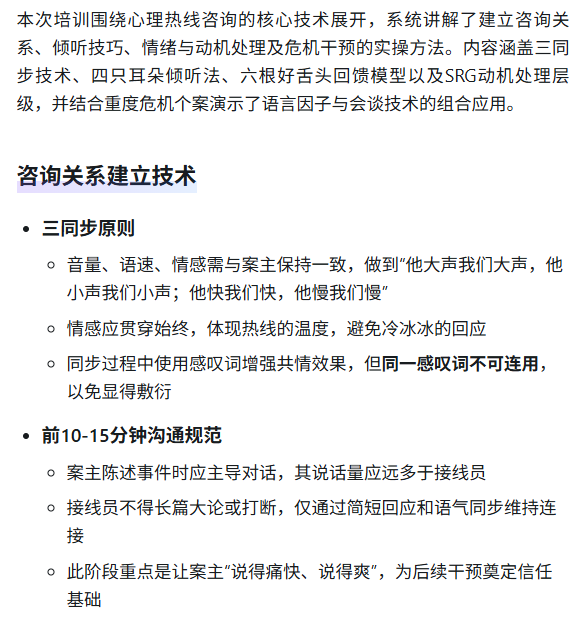 本次培训围绕心理热线咨询的核心技术展开，系统讲解了建立咨询关
系、倾听技巧、情绪与动机处理及危机干预的实操方法。内容涵盖三同
步技术、四只耳朵倾听法、六根好舌头回馈模型以及SRG动机处理层
级，并结合重度危机个案演示了语言因子与会谈技术的组合应用。
咨询关系建立技术
• 三同步原则
◦ 音量、语速、情感需与案主保持一致，做到“他大声我们大声，他
小声我们小声；他快我们快，他慢我们慢”
◦ 情感应贯穿始终，体现热线的温度，避免冷冰冰的回应
◦ 同步过程中使用感叹词增强共情效果，但同一感叹词不可连用，
以免显得敷衍
• 前10-15分钟沟通规范
◦ 案主陈述事件时应主导对话，其说话量应远多于接线员
◦ 接线员不得长篇大论或打断，仅通过简短回应和语气同步维持连
接
◦ 此阶段重点是让案主“说得痛快、说得爽”，为后续干预奠定信任
基础